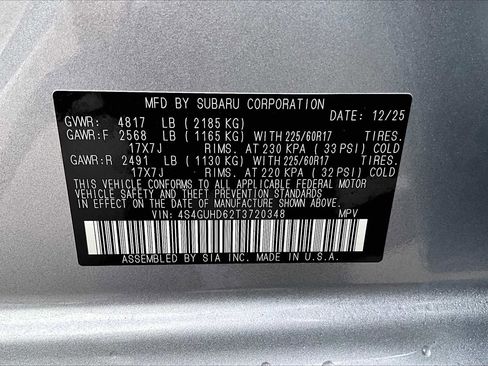 MFD BY SUBARU CORPORATION DATE: 12/25
GVWR: 4817 LB ( 2185 KG)
GAWR:F 2568 LB ( 1165 KG) WITH 225/60R17 TIRES.
17X7J RIMS. AT 230 KPA ( 33 PSI) COLD
GAWR:R 2491 LB ( 1130 KG) WITH 225/60R17 TIRES.
17X7J RIMS. AT 220 KPA ( 32 PSI) COLD
THIS VEHICLE CONFORMS TO ALL APPLICABLE FEDERAL MOTOR
VEHICLE SAFETY AND THEFT PREVENTION STANDARDS
IN EFFECT ON THE DATE OF MANUFACTURE SHOWN ABOVE.
VIN: 4S4GUHD62T3720348 MPV
ASSEMBLED BY SIA INC. MADE IN U.S.A.